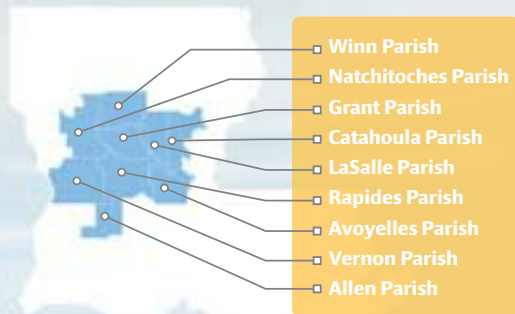 Winn Parish
Natchitoches Parish
Grant Parish
Catahoula Parish
LaSalle Parish
Rapides Parish
Avoyelles Parish
Vernon Parish
Allen Parish